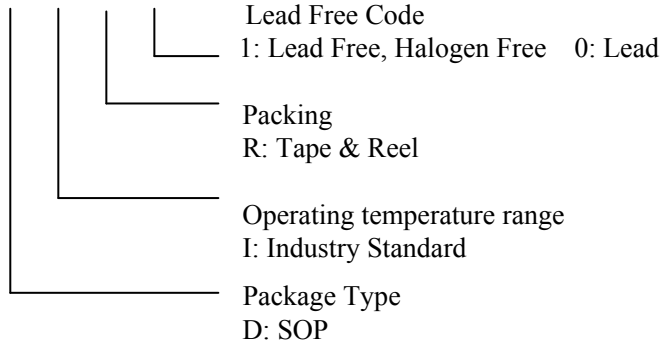 Lead Free Code
1: Lead Free, Halogen Free 0: Lead
Packing
R: Tape & Reel
Operating temperature range
I: Industry Standard
Package Type
D: SOP